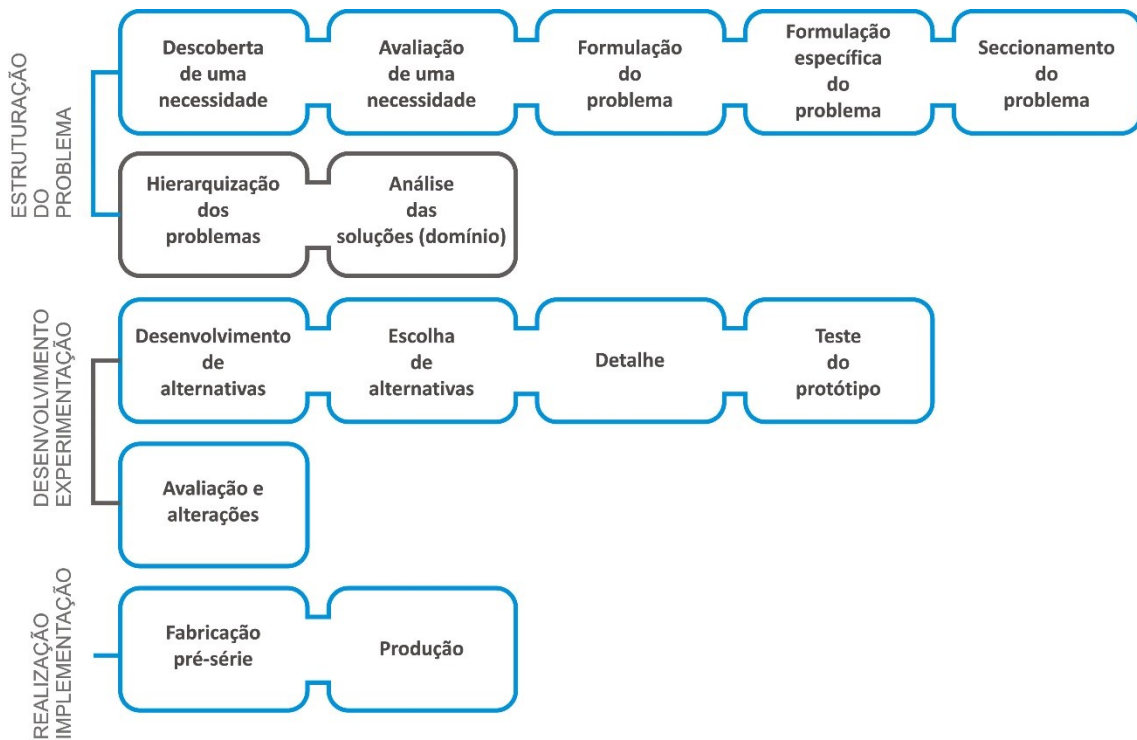 ESTRUTURAÇÃO
DO
PROBLEMA
Descoberta
de uma
necessidade
Avaliação
de uma
necessidade
Formulação
do
problema
Formulação
específica
do
problema
Seccionamento
do
problema
Hierarquização
dos
problemas
Análise
das
soluções (domínio)
DESENVOLVIMENTO
EXPERIMENTAÇÃO
Desenvolvimento
de
alternativas
Escolha
de
alternativas
Detalhe
Teste
do
protótipo
Avaliação e
alterações
REALIZAÇÃO
IMPLEMENTAÇÃO
Fabricação
pré-série
Produção